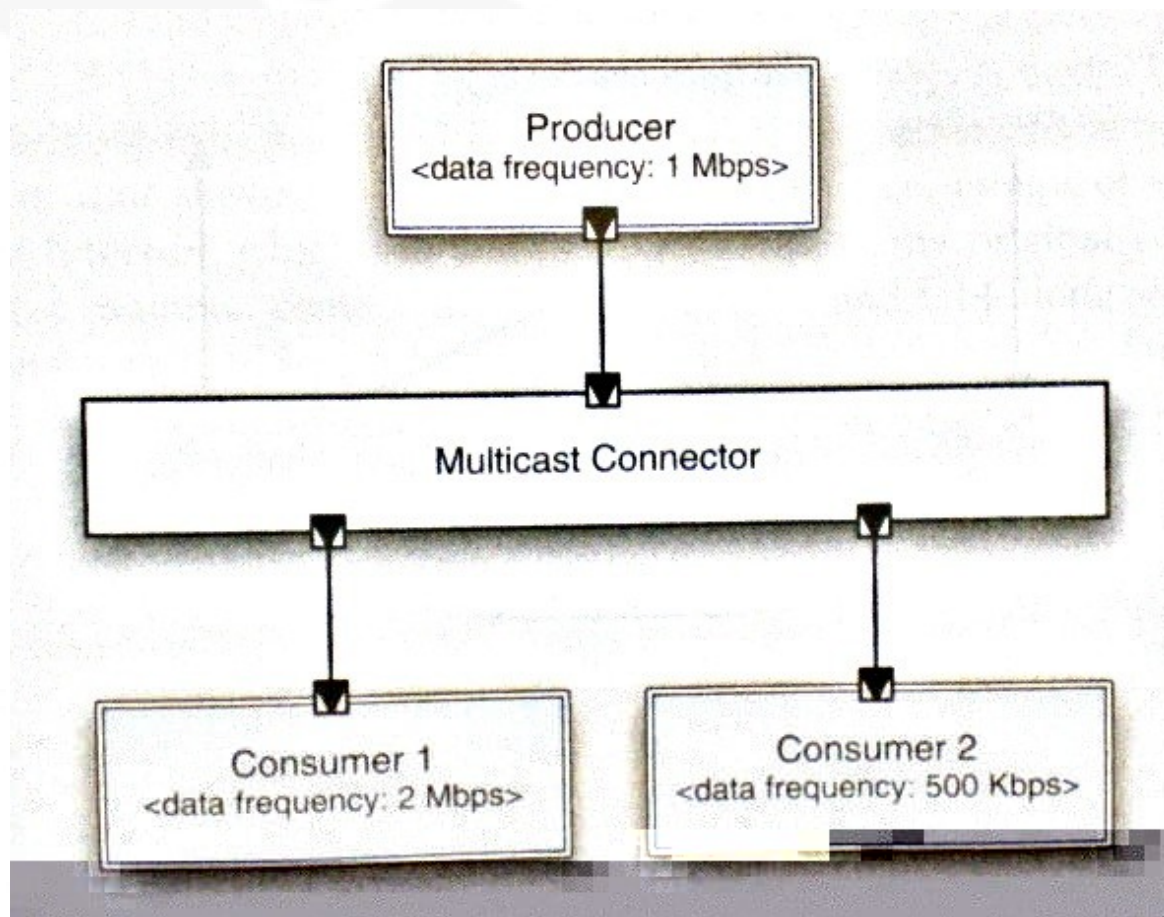 Producer
<data frequency: 1 Mbps>
Multicast Connector
Consumer 1
<data frequency: 2 Mbps>
Consumer 2
<data frequency: 500 Kbps>